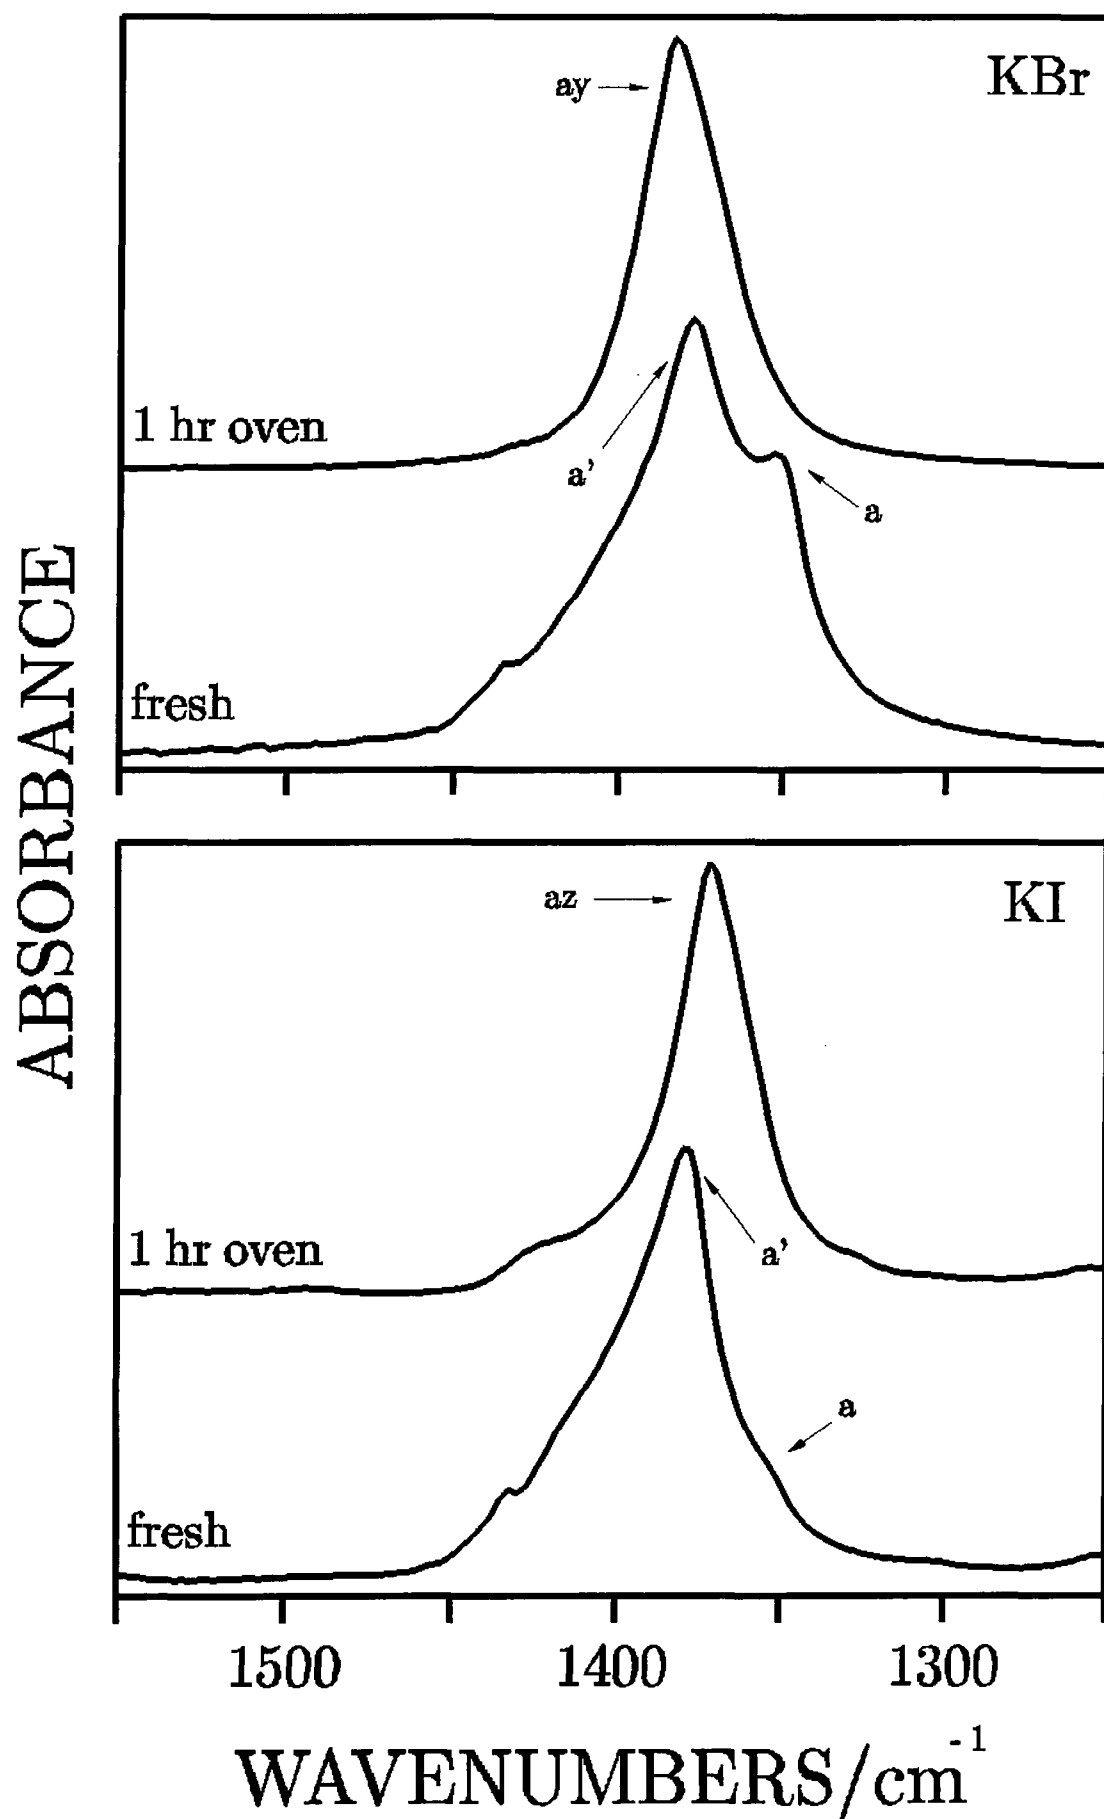 KBr
ay
1 hr oven
a'
a
fresh
ABSORBANCE
KI
az
1 hr oven
a'
a
fresh
1500 1400 1300
WAVENUMBERS/cm-1